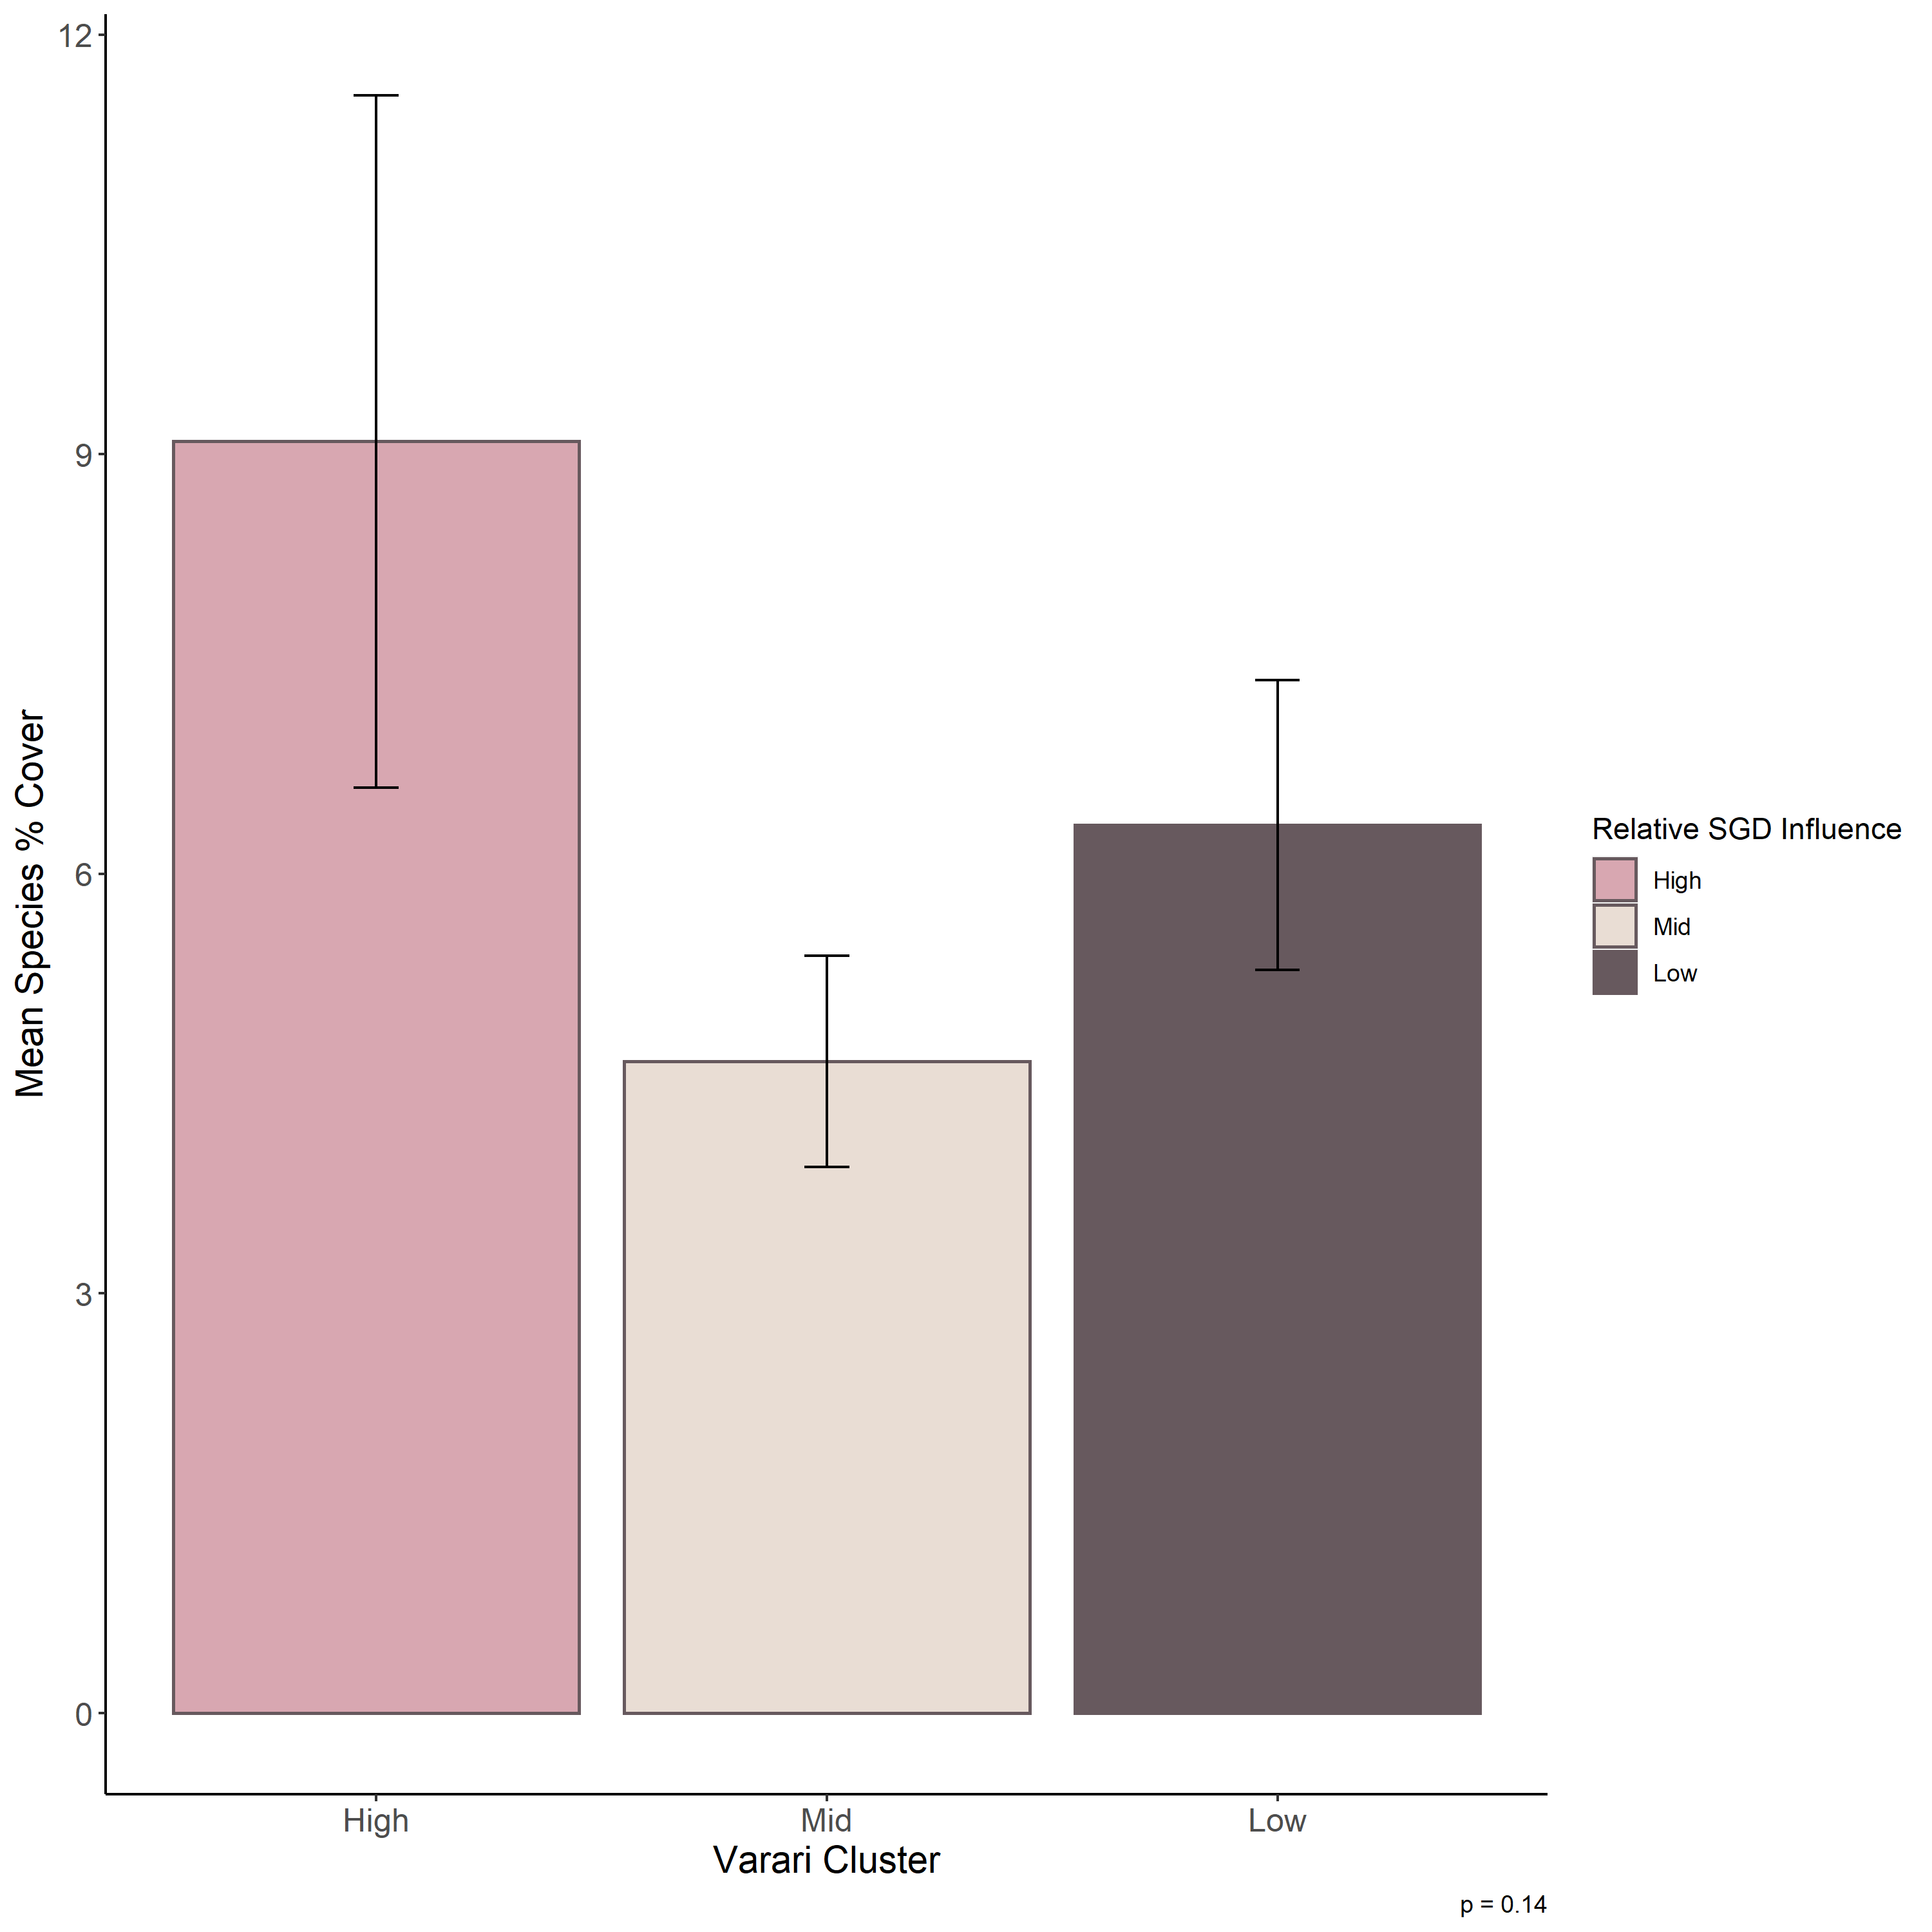 12
9
6
3
0
Mean Species % Cover
High
Mid
Low
Varari Cluster
Relative SGD Influence
High
Mid
Low
p = 0.14